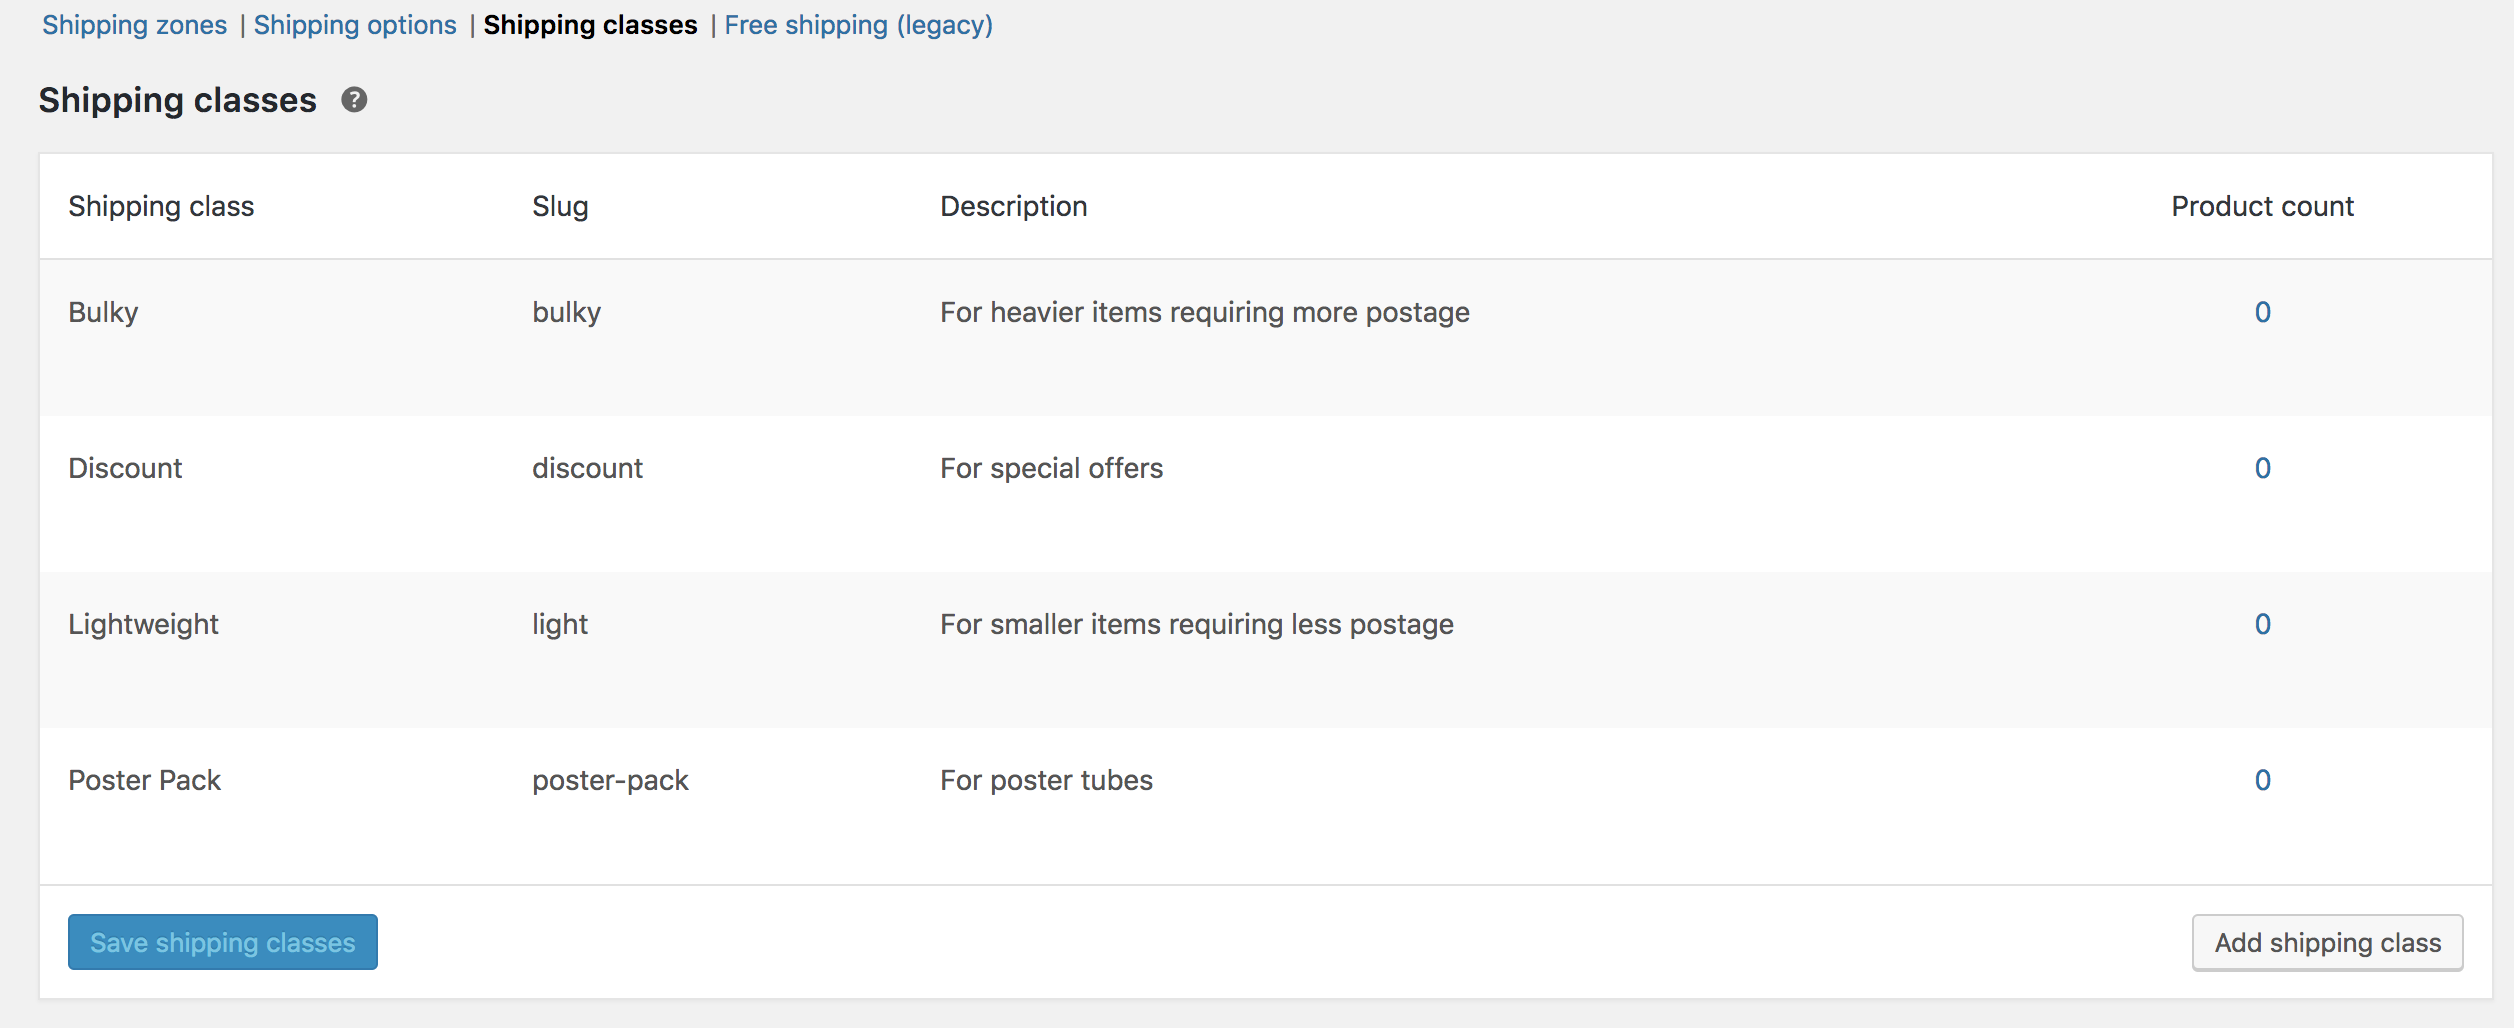 Shipping zones | Shipping options | Shipping classes | Free shipping (legacy)
Shipping classes ?
Shipping class Slug Description Product count
Bulky bulky For heavier items requiring more postage 0
Discount discount For special offers 0
Lightweight light For smaller items requiring less postage 0
Poster Pack poster-pack For poster tubes 0
Save shipping classes Add shipping class